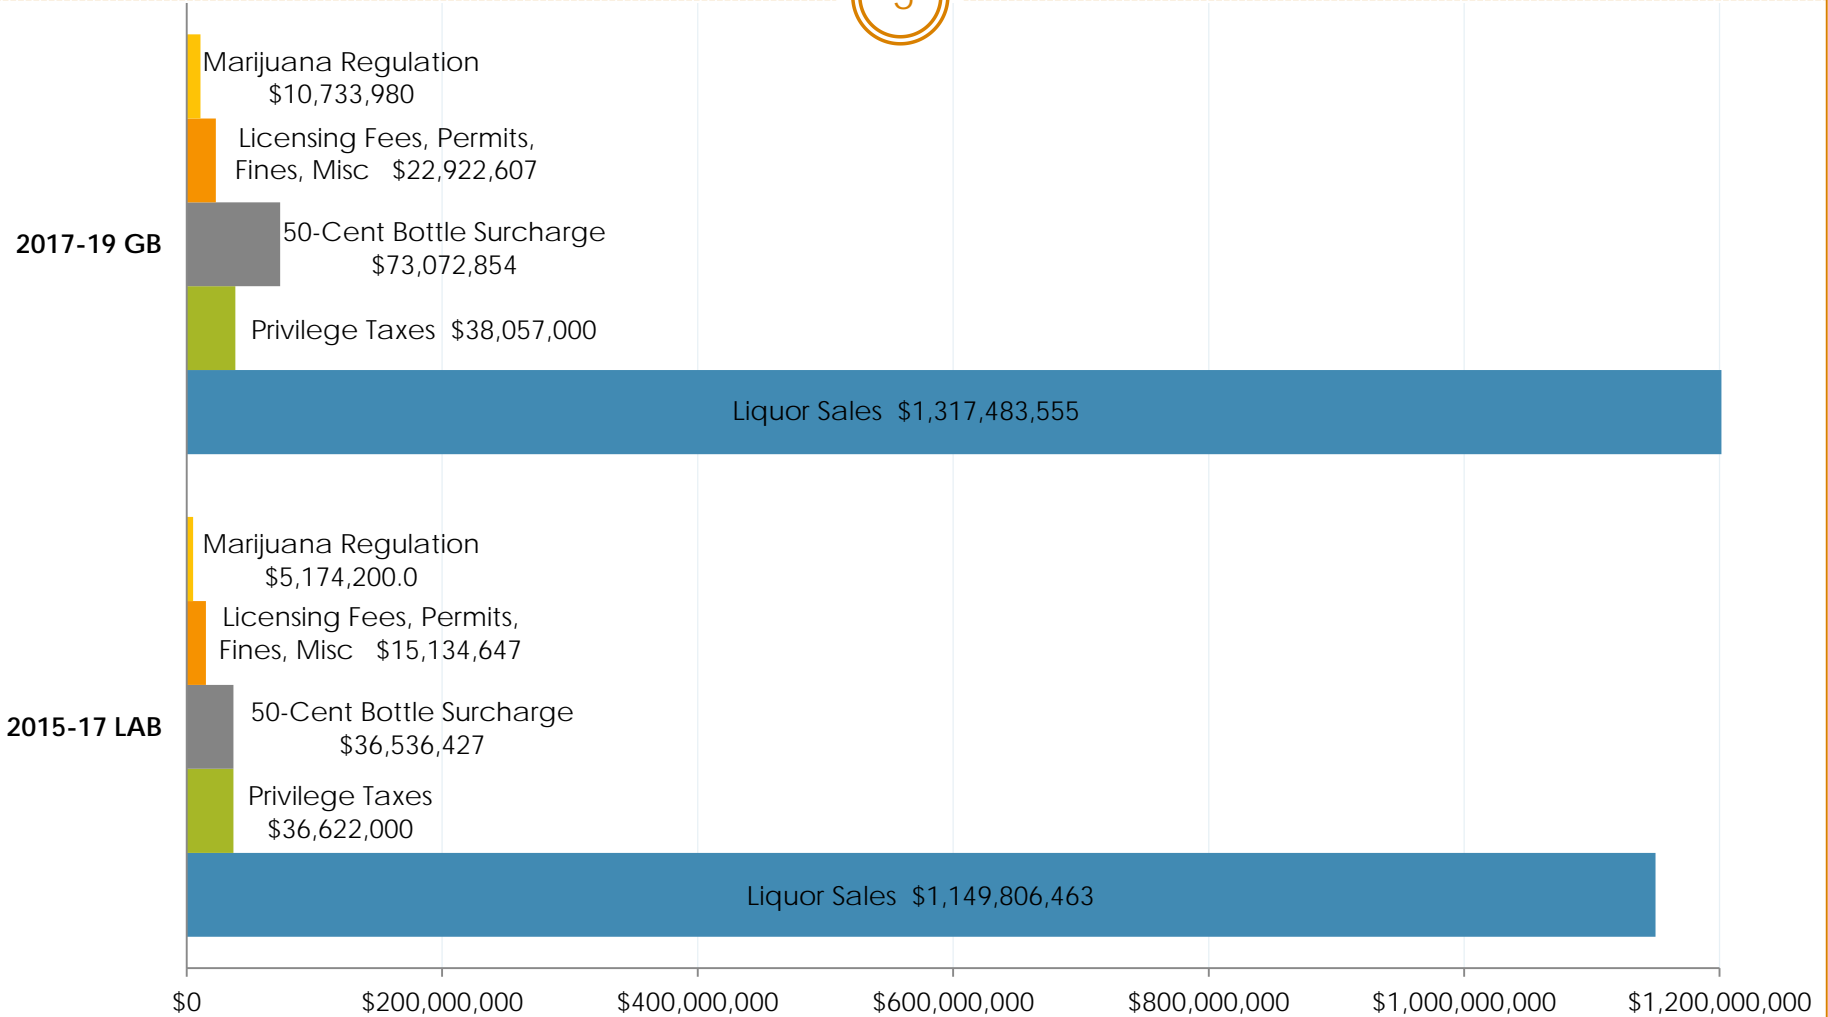 Marijuana Regulation
$10,733,980
Licensing Fees, Permits,
Fines, Misc $22,922,607
2017-19 GB
50-Cent Bottle Surcharge
$73,072,854
Privilege Taxes $38,057,000
Liquor Sales $1,317,483,555
Marijuana Regulation
$5,174,200.0
Licensing Fees, Permits,
Fines, Misc $15,134,647
2015-17 LAB
50-Cent Bottle Surcharge
$36,536,427
Privilege Taxes
$36,622,000
Liquor Sales $1,149,806,463
$0 $200,000,000 $400,000,000 $600,000,000 $800,000,000 $1,000,000,000 $1,200,000,000